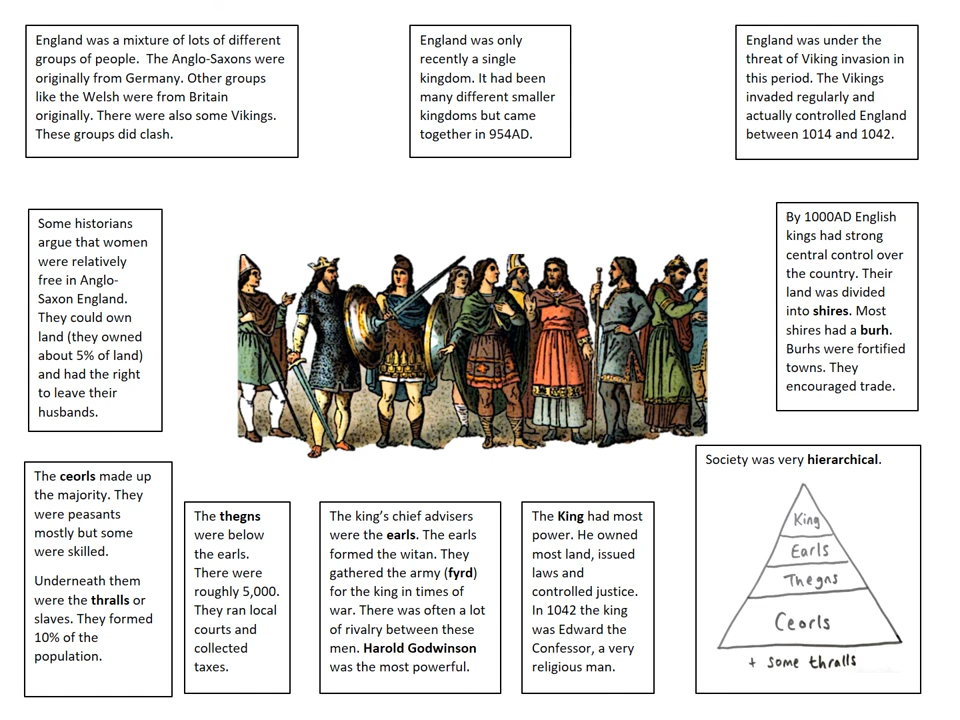 England was a mixture of lots of different
groups of people.  The Anglo-Saxons were
originally from Germany. Other groups
like the Welsh were from Britain
originally. There were also some Vikings.
These groups did clash.
England was only
recently a single
kingdom. It had been
many different smaller
kingdoms but came
together in 954AD.
England was under the
threat of Viking invasion in
this period. The Vikings
invaded regularly and
actually controlled England
between 1014 and 1042.
Some historians
argue that women
were relatively
free in Anglo-
Saxon England.
They could own
land (they owned
about 5% of land)
and had the right
to leave their
husbands.
By 1000AD English
kings had strong
central control over
the country. Their
land was divided
into shires. Most
shires had a burh.
Burhs were fortified
towns. They
encouraged trade.
The ceorls made up
the majority. They
were peasants
mostly but some
were skilled.
Underneath them
were the thralls or
slaves. They formed
10% of the
population.
The thegns
were below
the earls.
There were
roughly 5,000.
They ran local
courts and
collected
taxes.
The king's chief advisers
were the earls. The earls
formed the witan. They
gathered the army (fyrd)
for the king in times of
war. There was often a lot
of rivalry between these
men. Harold Godwinson
was the most powerful.
The King had most
power. He owned
most land, issued
laws and
controlled justice.
In 1042 the king
was Edward the
Confessor, a very
religious man.
Society was very hierarchical.
King
Earls
Thegns
Ceorls
+ some thralls